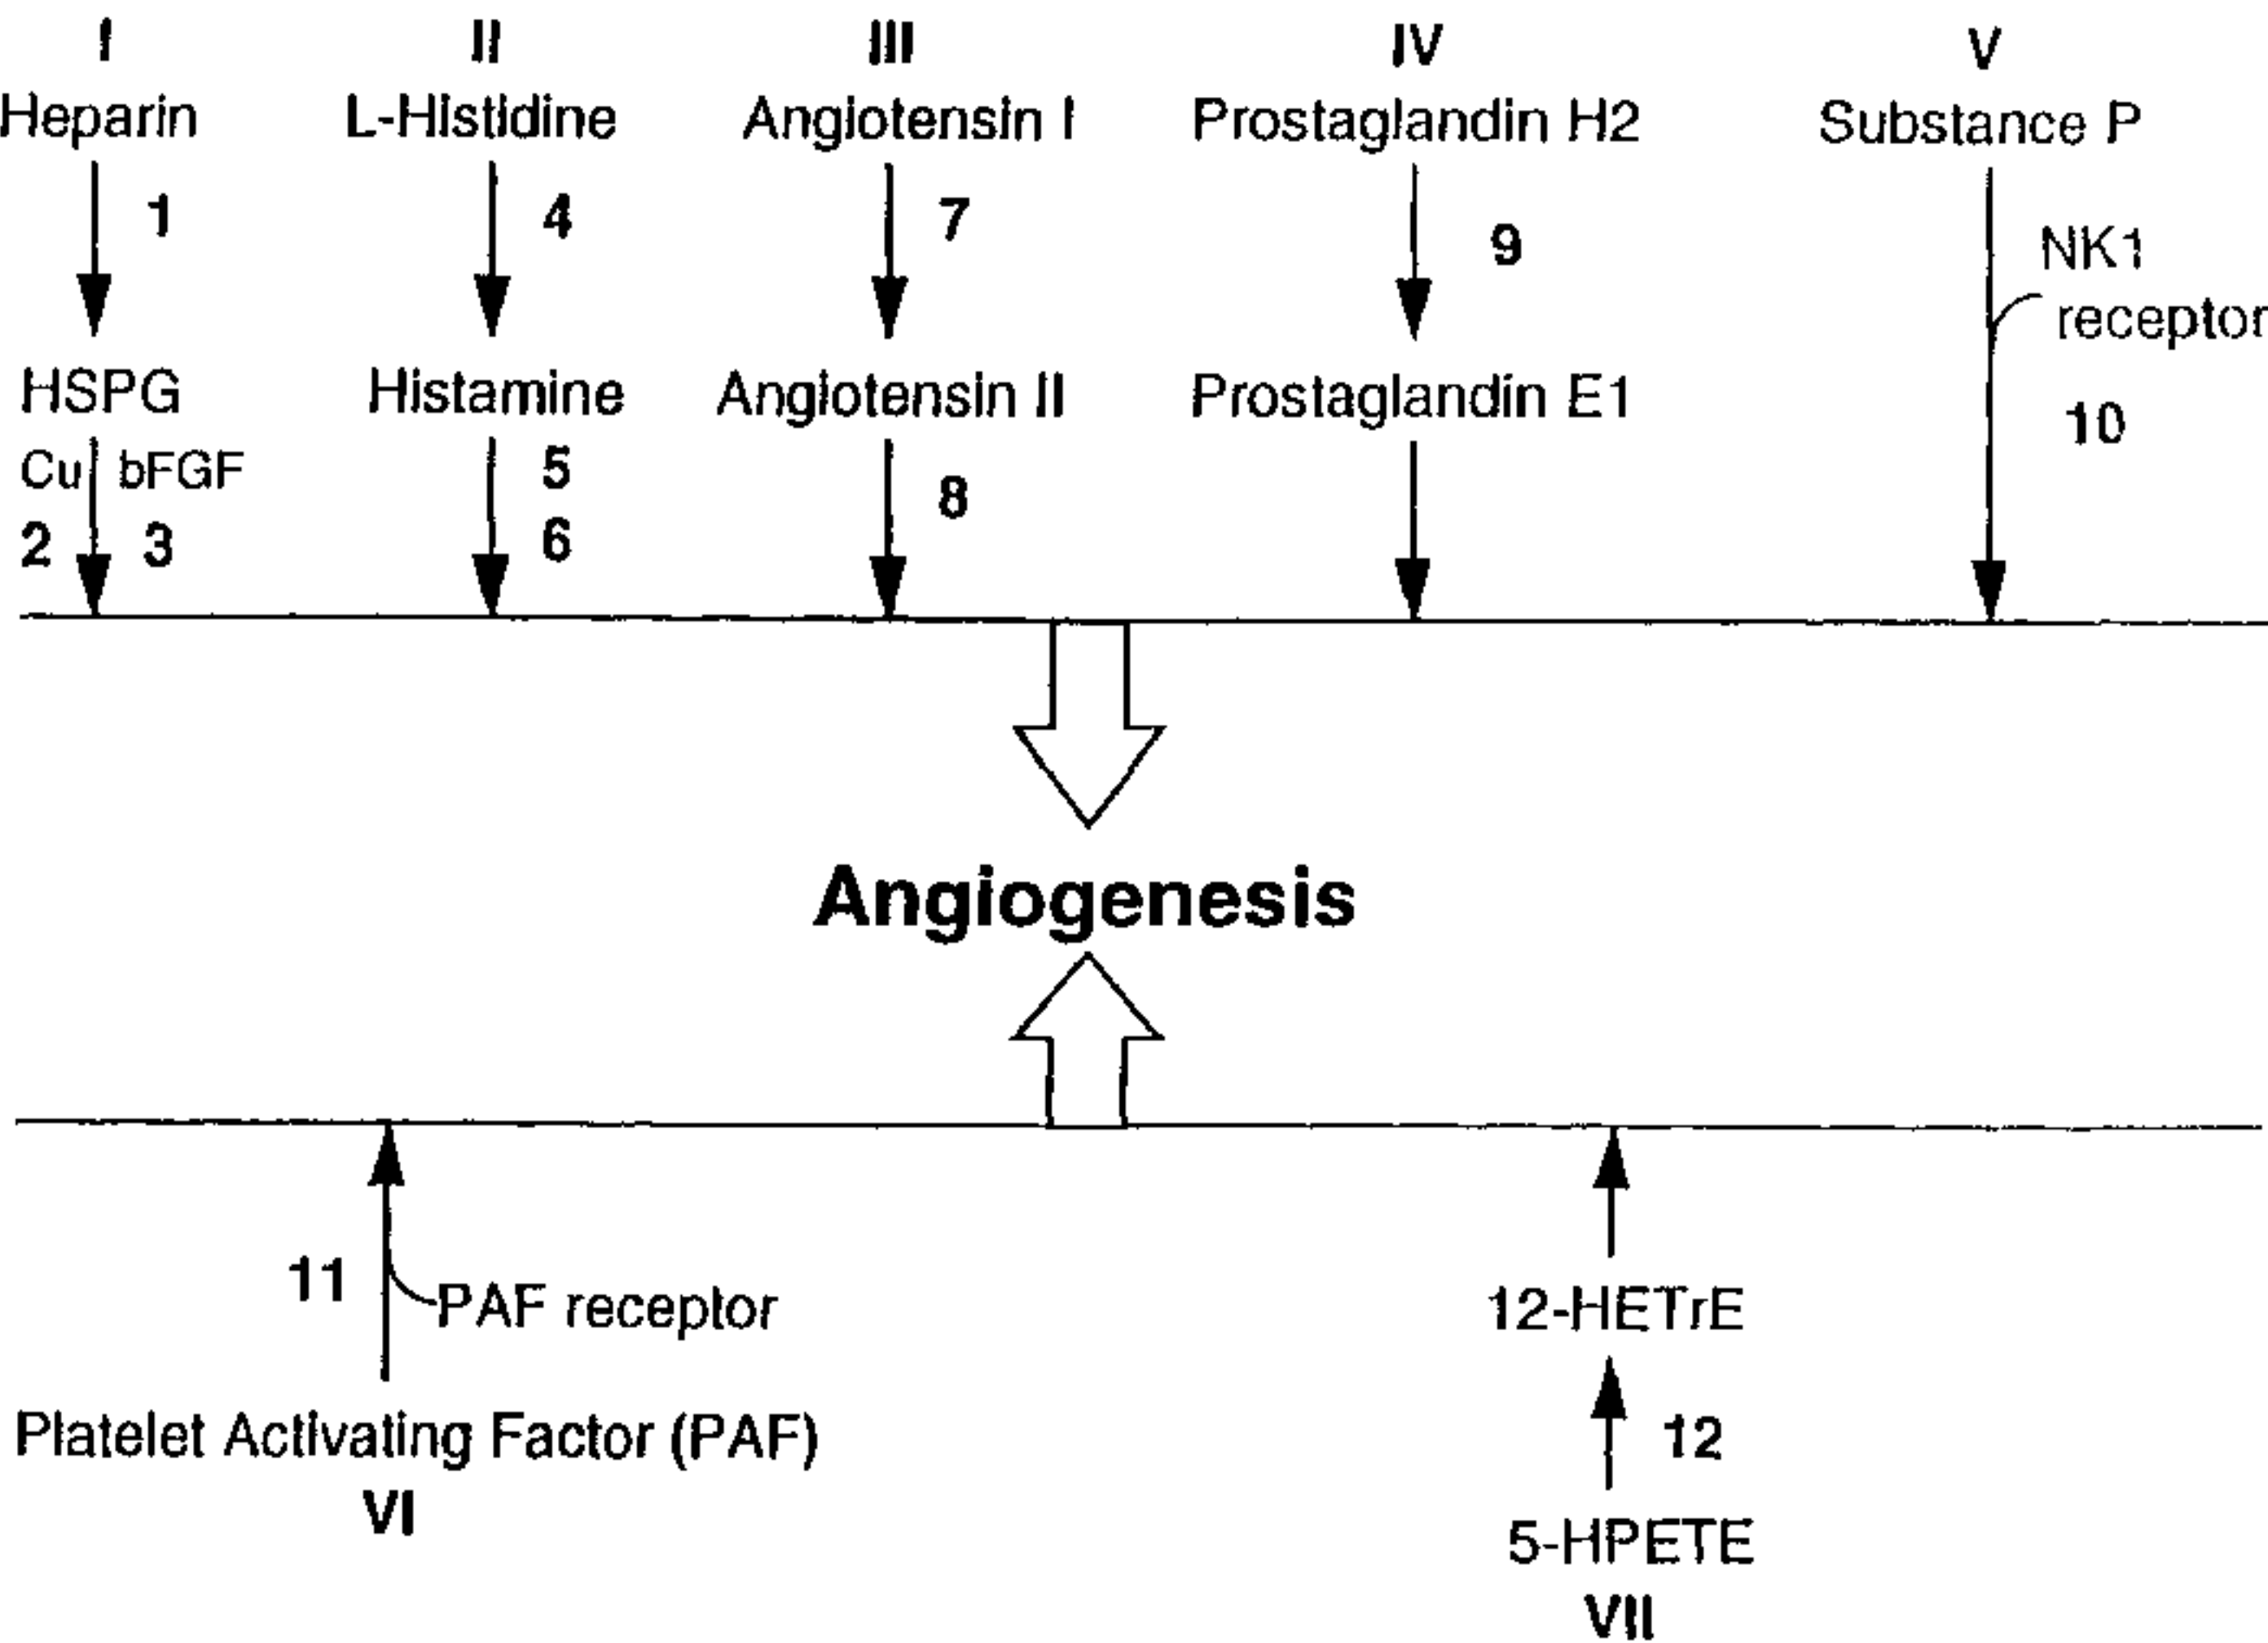 I II III IV V
Heparin L-Histidine Angiotensin I Prostaglandin H2 Substance P
1 4 7 9 NK1
receptor
HSPG Histamine Angiotensin II Prostaglandin E1 10
Cu bFGF 5 8
2 3 6
Angiogenesis
11 PAF receptor 12-HETrE
Platelet Activating Factor (PAF) 12
VI 5-HPETE
VII